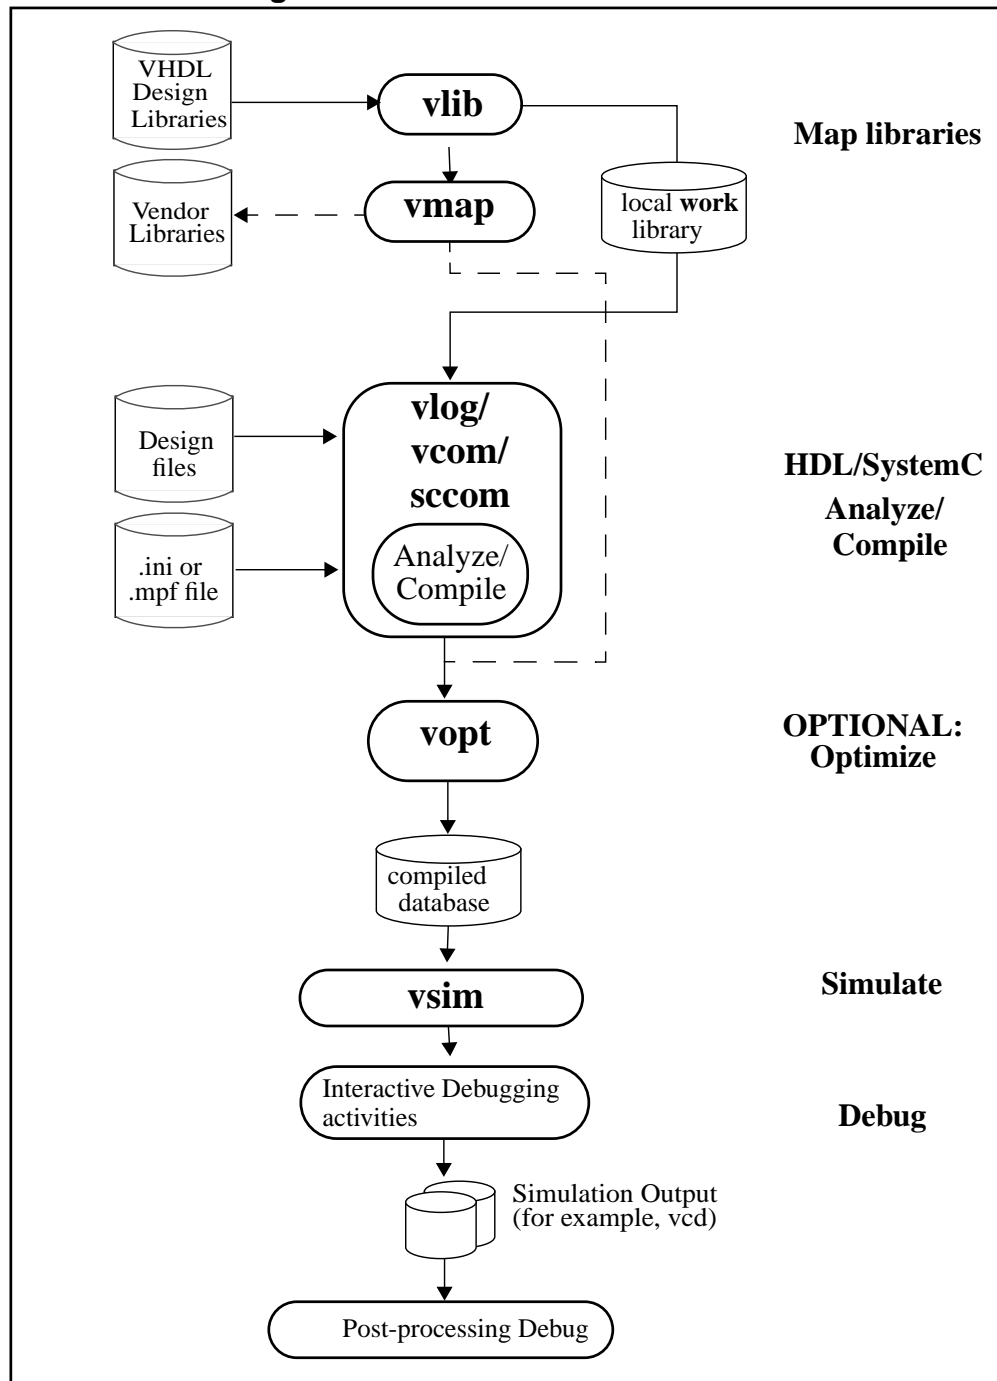 VHDL
Design
Libraries
vlib
Map libraries
Vendor
Libraries
vmap
local work
library
Design
files
vlog/
vcom/
sccom
HDL/SystemC
Analyze/
Compile
.ini or
.mpf file
Analyze/
Compile
vopt
OPTIONAL:
Optimize
compiled
database
vsim
Simulate
Interactive Debugging
activities
Debug
Simulation Output
(for example, vcd)
Post-processing Debug